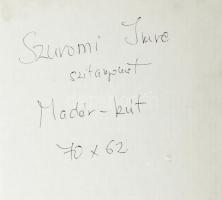 Szuromi Imre
szitanyomat
Madár-kút
70 x 62